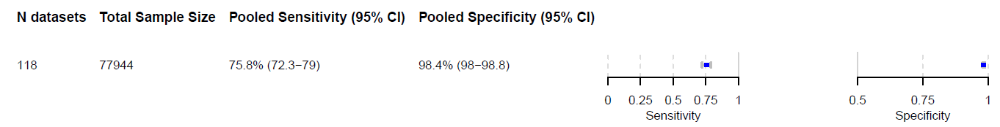 N datasets Total Sample Size Pooled Sensitivity (95% CI) Pooled Specificity (95% CI)
118 77944 75.8% (72.3−79) 98.4% (98−98.8)
0 0.25 0.5 0.75 1 0.5 0.75 1
Sensitivity Specificity